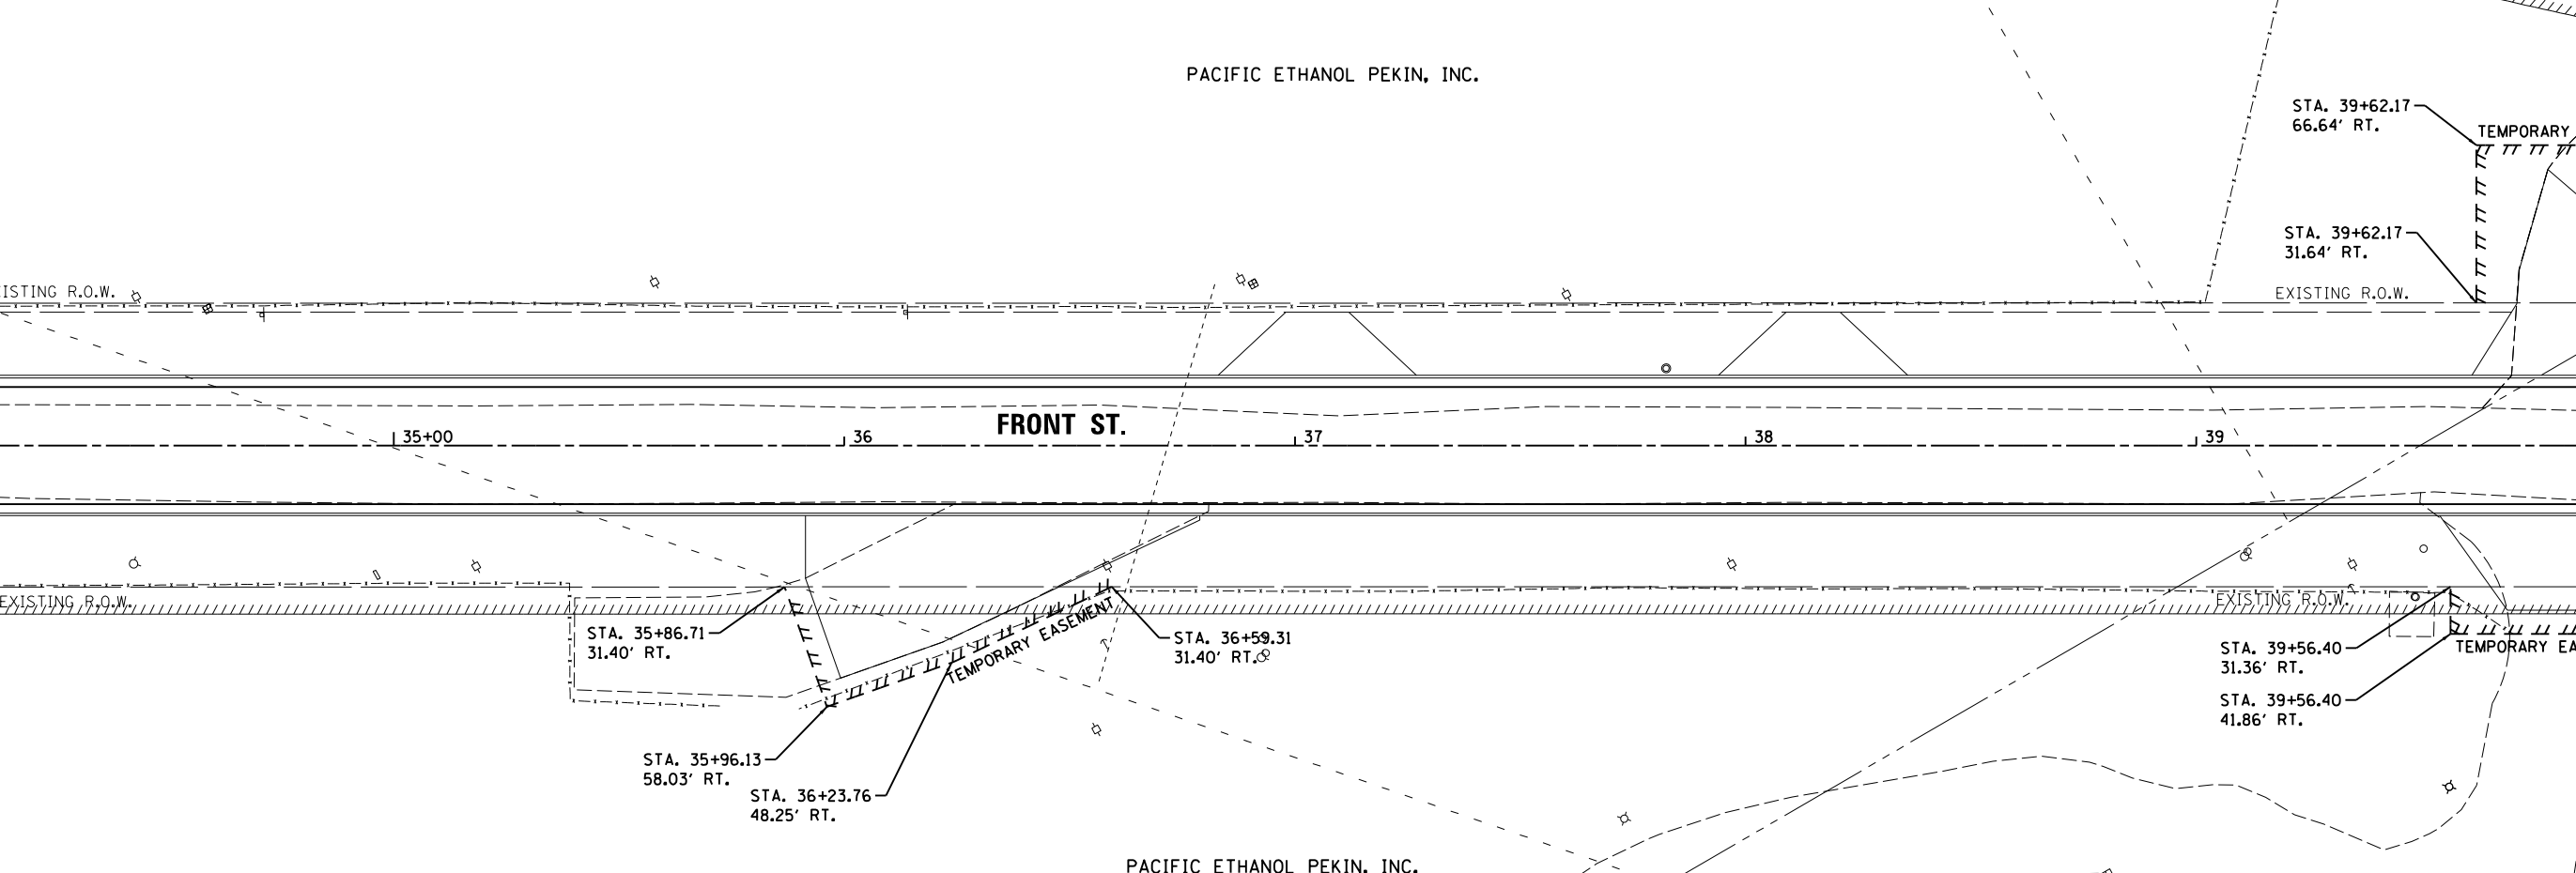 PACIFIC ETHANOL PEKIN, INC.
STA. 39+62.17
66.64' RT.
TEMPORARY
STA. 39+62.17
31.64' RT.
EXISTING R.O.W.
EXISTING R.O.W.
FRONT ST.
35+00
36
37
38
39
EXISTING R.O.W.
EXISTING R.O.W.
STA. 35+86.71
31.40' RT.
TEMPORARY EASEMENT
STA. 36+59.31
31.40' RT.
STA. 39+56.40
31.36' RT.
TEMPORARY EA
STA. 39+56.40
41.86' RT.
STA. 35+96.13
58.03' RT.
STA. 36+23.76
48.25' RT.
PACIFIC ETHANOL PEKIN, INC.